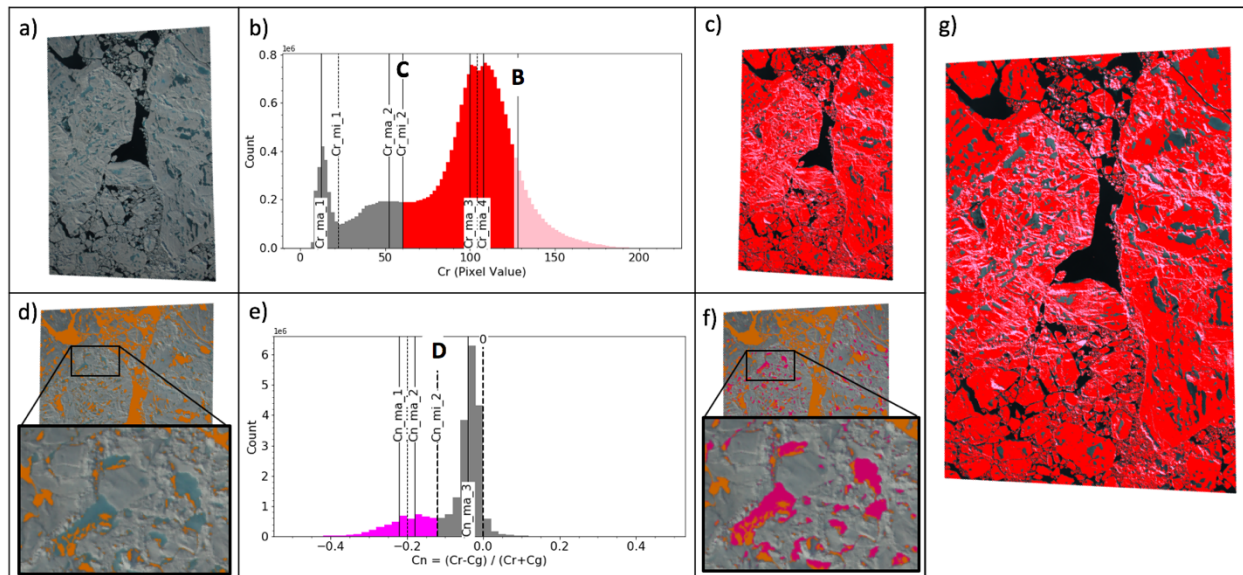 a)
b)
1e6
0.8
0.6
0.4
0.2
0.0
Count
Cr_ma_1
Cr_mi_1
Cr_ma_2
C
Cr_mi_2
Cr_ma_3
Cr_ma_4
B
0
50
100
150
200
Cr (Pixel Value)
c)
g)
d)
e)
1e6
6
5
4
3
2
1
0
Count
Cn_ma_1
Cn_ma_2
D
Cn_mi_2
Cn_ma_3
0
−0.4
−0.2
0.0
0.2
0.4
Cn = (Cr-Cg) / (Cr+Cg)
f)